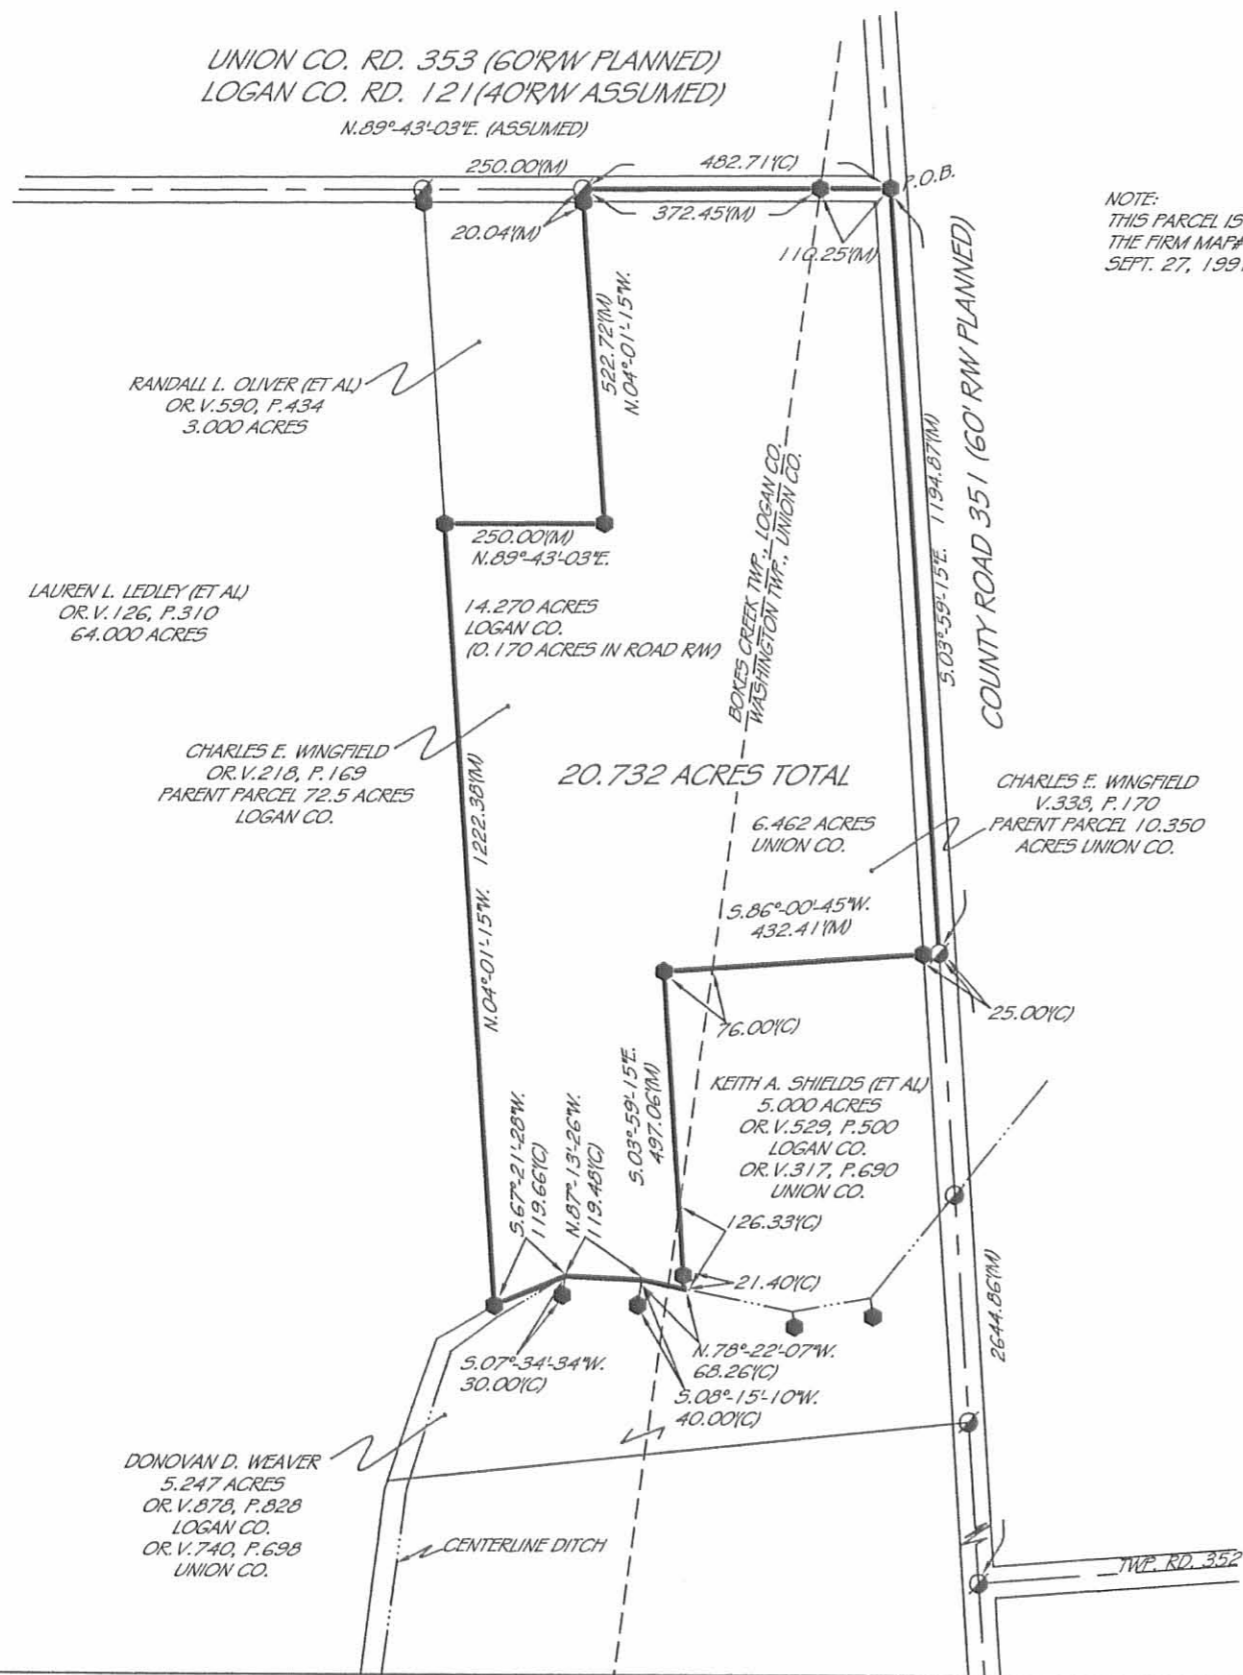 UNION CO. RD. 353 (60'R/W PLANNED)
LOGAN CO. RD. 121(40'R/W ASSUMED)
N.89°-43'-03"E. (ASSUMED)
250.00'(M)
482.71'(C)
P.O.B.
20.04'(M)
372.45'(M)
110.25'(M)
NOTE:
THIS PARCEL IS
THE FIRM MAP#
SEPT. 27, 1991
522.72'(M)
N.04°-01'-15"W.
RANDALL L. OLIVER (ET AL)
OR.V.590, P.434
3.000 ACRES
COUNTY ROAD 351 (60' R/W PLANNED)
S.03°-59'-15"E. 1194.87'(M)
250.00'(M)
N.89°-43'-03"E.
BOKES CREEK TWP., LOGAN CO.
WASHINGTON TWP., UNION CO.
LAUREN L. LEDLEY (ET AL)
OR.V.126, P.310
64.000 ACRES
14.270 ACRES
LOGAN CO.
(0.170 ACRES IN ROAD R/W)
CHARLES E. WINGFIELD
OR.V.218, P.169
PARENT PARCEL 72.5 ACRES
LOGAN CO.
20.732 ACRES TOTAL
CHARLES E. WINGFIELD
V.338, P.170
PARENT PARCEL 10.350
ACRES UNION CO.
6.462 ACRES
UNION CO.
N.04°-01'-15"W. 1222.38'(M)
S.86°-00'-45"W.
432.41'(M)
76.00'(C)
25.00'(C)
S.03°-59'-15"E.
497.06'(M)
KEITH A. SHIELDS (ET AL)
5.000 ACRES
OR.V.529, P.500
LOGAN CO.
OR.V.317, P.690
UNION CO.
S.67°-21'-28"W.
119.66'(C)
N.87°-13'-26"W.
119.48'(C)
126.33'(C)
21.40'(C)
2644.86'(M)
S.07°-34'-34"W.
30.00'(C)
N.78°-22'-07"W.
68.26'(C)
S.08°-15'-10"W.
40.00'(C)
DONOVAN D. WEAVER
5.247 ACRES
OR.V.878, P.828
LOGAN CO.
OR.V.740, P.698
UNION CO.
CENTERLINE DITCH
TWP. RD. 352